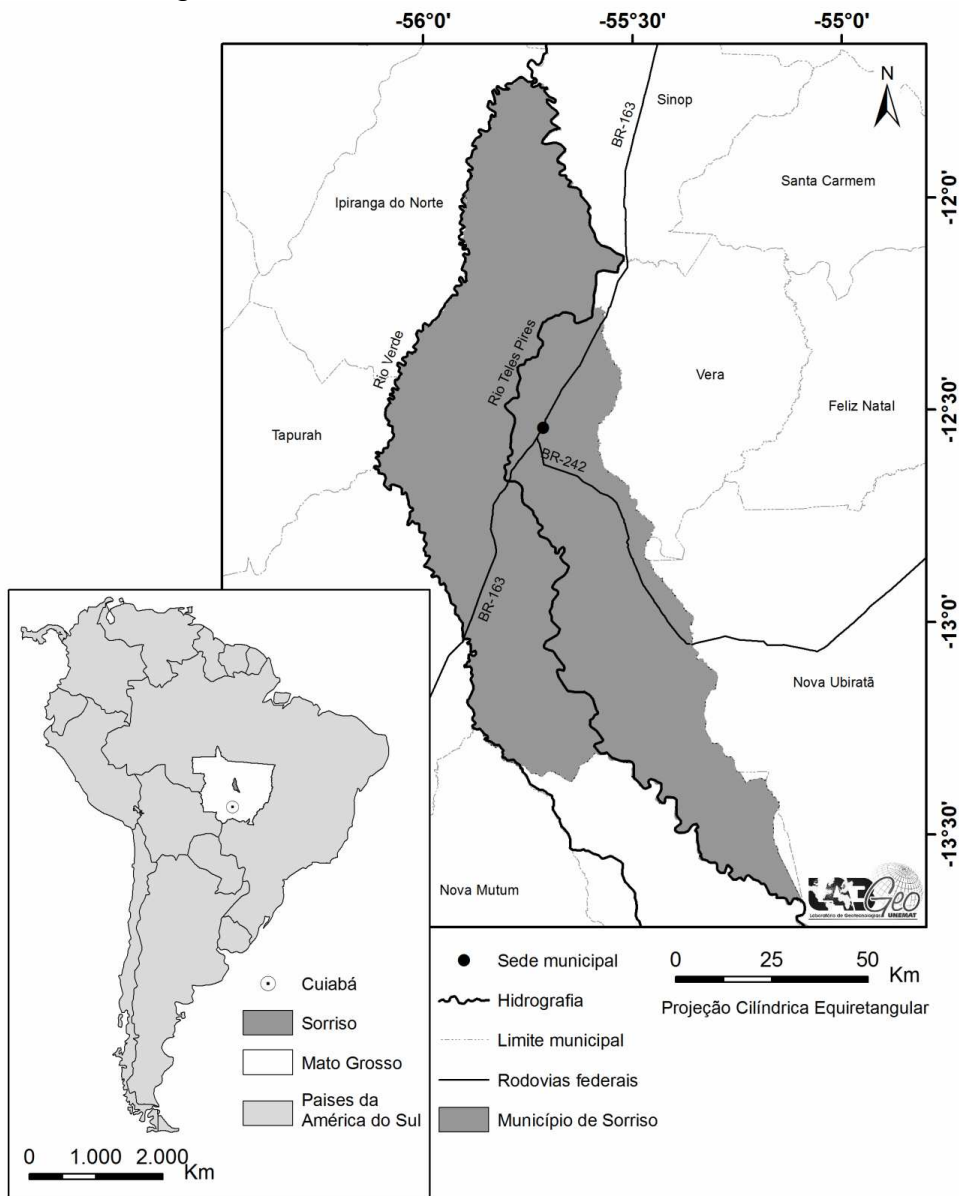 -56°0'
-55°30'
-55°0'
N
Sinop
BR-163
Santa Carmem
-12°0'
Ipiranga do Norte
Rio Verde
Rio Teles Pires
Vera
Feliz Natal
-12°30'
Tapurah
BR-242
BR-163
-13°0'
Nova Ubiratã
-13°30'
Nova Mutum
Geo
Laboratório de Geotecnologias UNEMAT
Cuiabá
Sorriso
Mato Grosso
Paises da
América do Sul
0 1.000 2.000
Km
Sede municipal
Hidrografia
Limite municipal
Rodovias federais
Município de Sorriso
0 25 50
Km
Projeção Cilíndrica Equiretangular